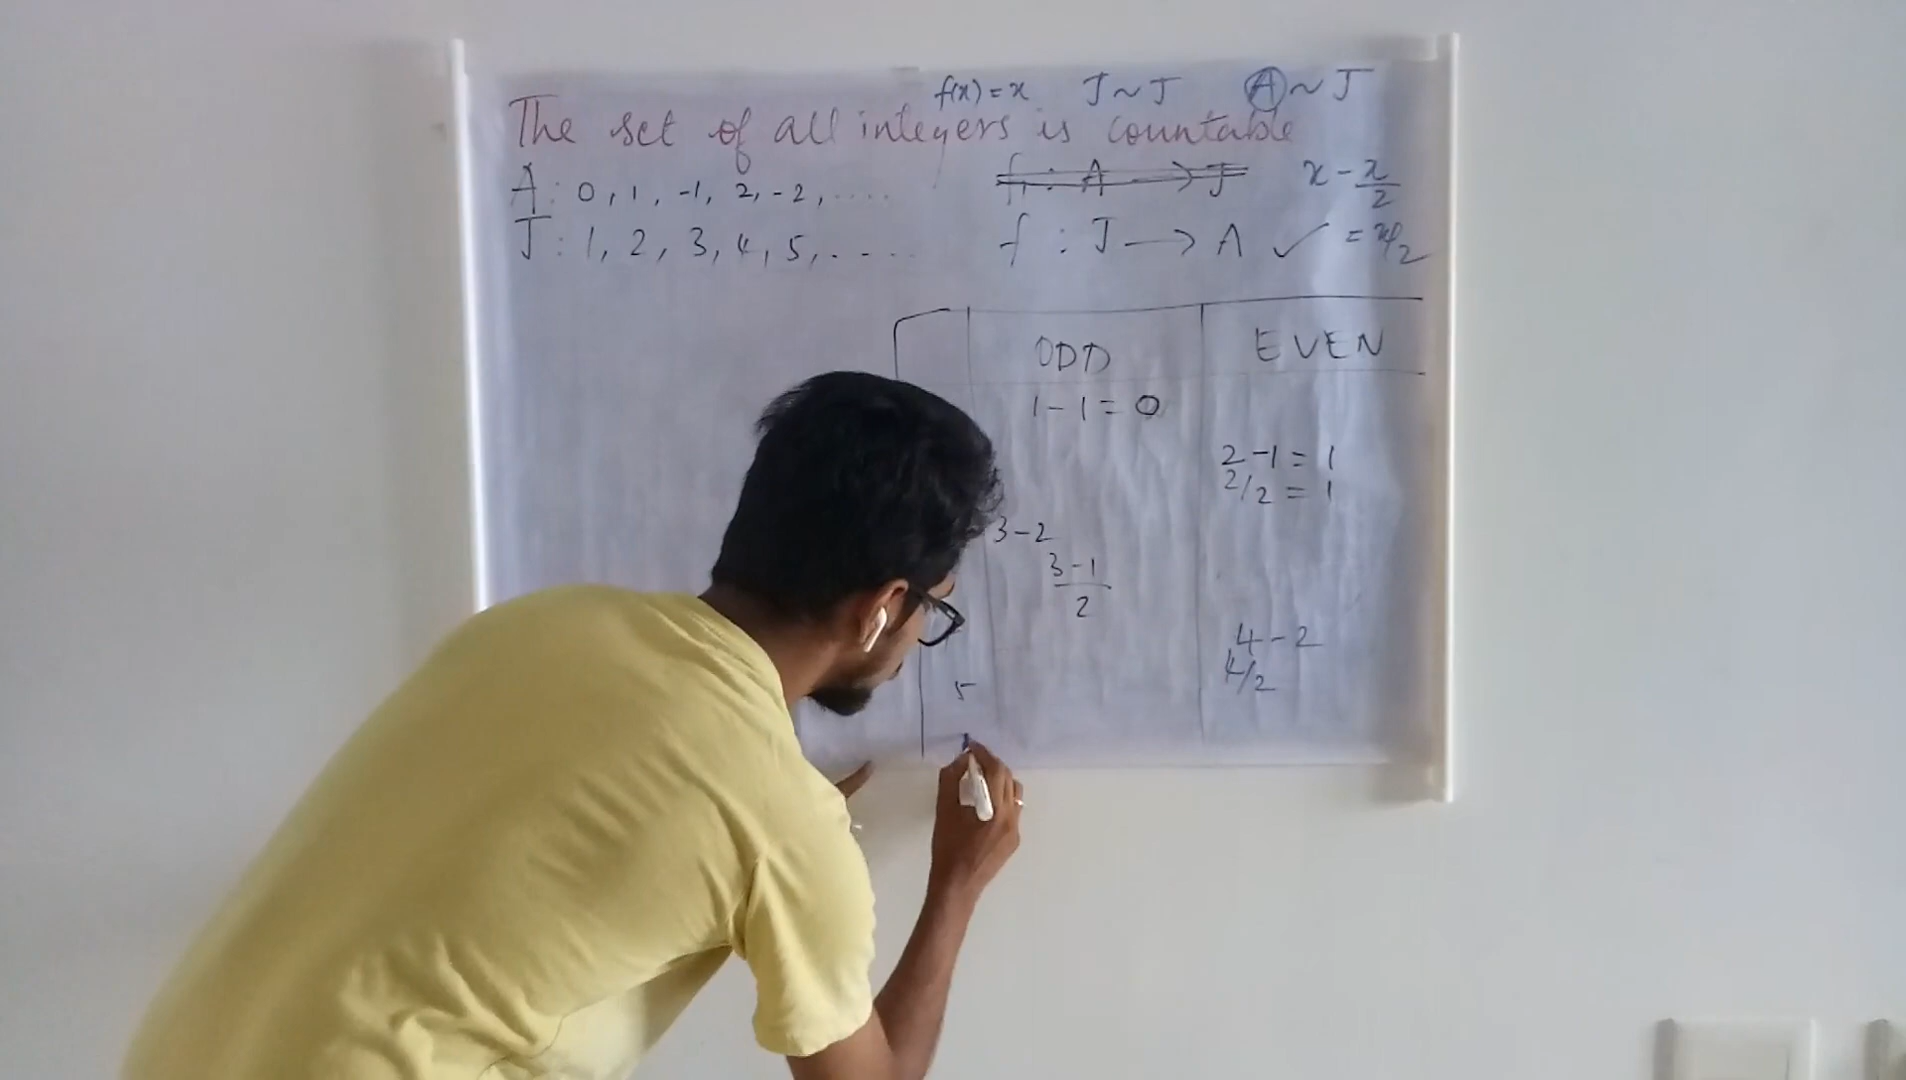 f(x) = x J ~ J A ~ J
The set of all integers is countable
A : 0, 1, -1, 2, -2, ....
f : A → J
x - x/2
J : 1, 2, 3, 4, 5, . - - ..
f : J → A ✓
= x/2
ODD EVEN
1 - 1 = 0
2 - 1 = 1
2/2 = 1
3 - 2
3 - 1
2
4 - 2
4/2
5